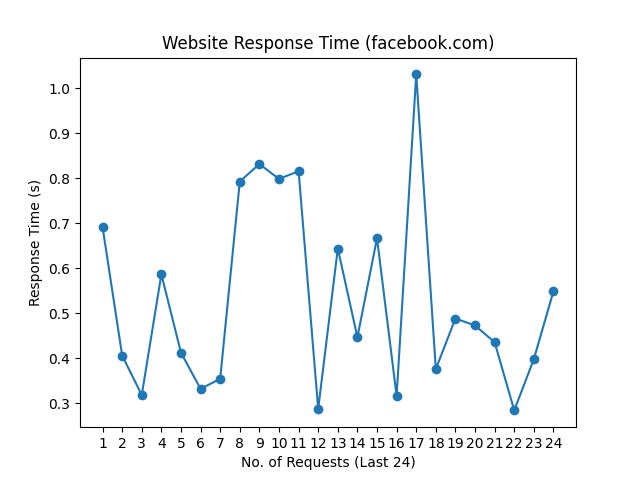 Website Response Time (facebook.com)
Response Time (s)
1.0
0.9
0.8
0.7
0.6
0.5
0.4
0.3
1 2 3 4 5 6 7 8 9 10 11 12 13 14 15 16 17 18 19 20 21 22 23 24
No. of Requests (Last 24)